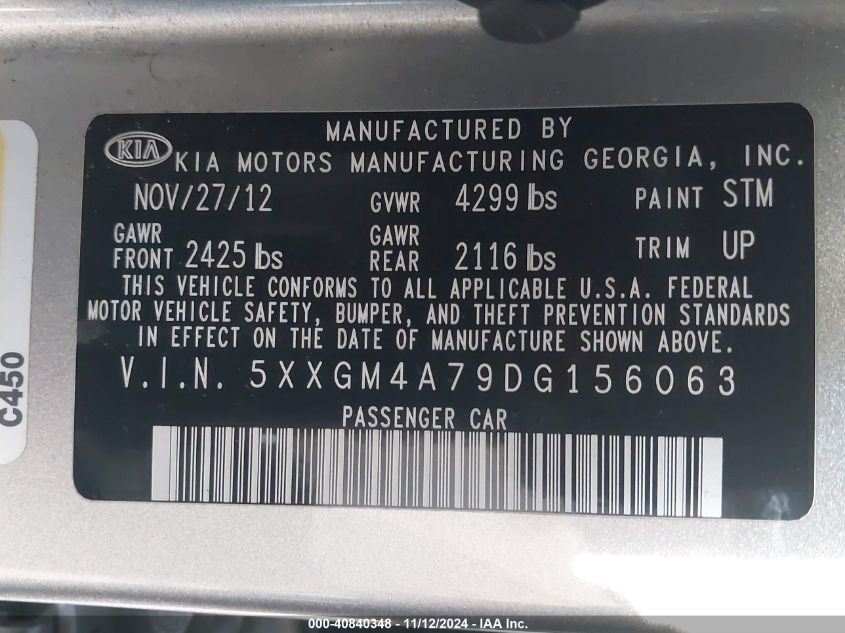 MANUFACTURED BY
KIA KIA MOTORS MANUFACTURING GEORGIA, INC.
NOV/27/12 GVWR 4299 lbs PAINT STM
GAWR FRONT 2425 lbs GAWR REAR 2116 lbs TRIM UP
THIS VEHICLE CONFORMS TO ALL APPLICABLE U.S.A. FEDERAL
MOTOR VEHICLE SAFETY, BUMPER, AND THEFT PREVENTION STANDARDS
IN EFFECT ON THE DATE OF MANUFACTURE SHOWN ABOVE.
V.I.N. 5XXGM4A79DG156063
PASSENGER CAR
C450
000-40840348 - 11/12/2024 - IAA Inc.